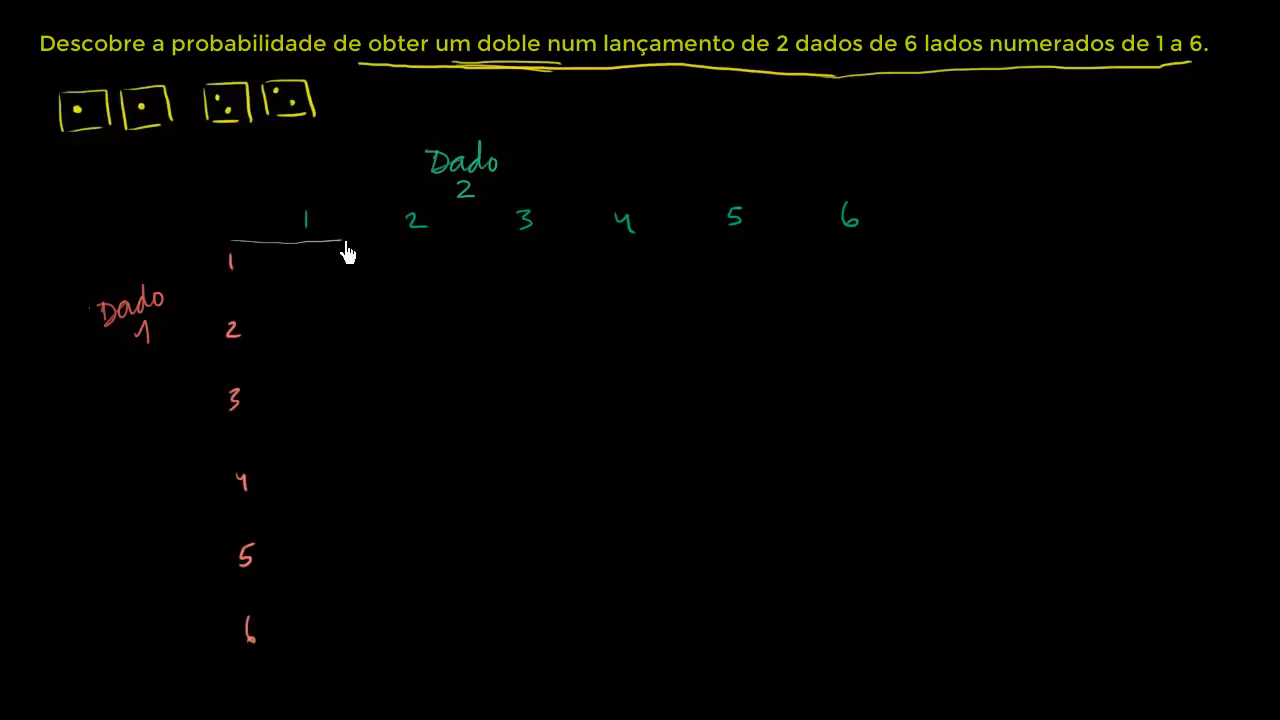 Descobre a probabilidade de obter um doble num lançamento de 2 dados de 6 lados numerados de 1 a 6.
Dado
2
1 2 3 4 5 6
1
Dado
1
2
3
4
5
6